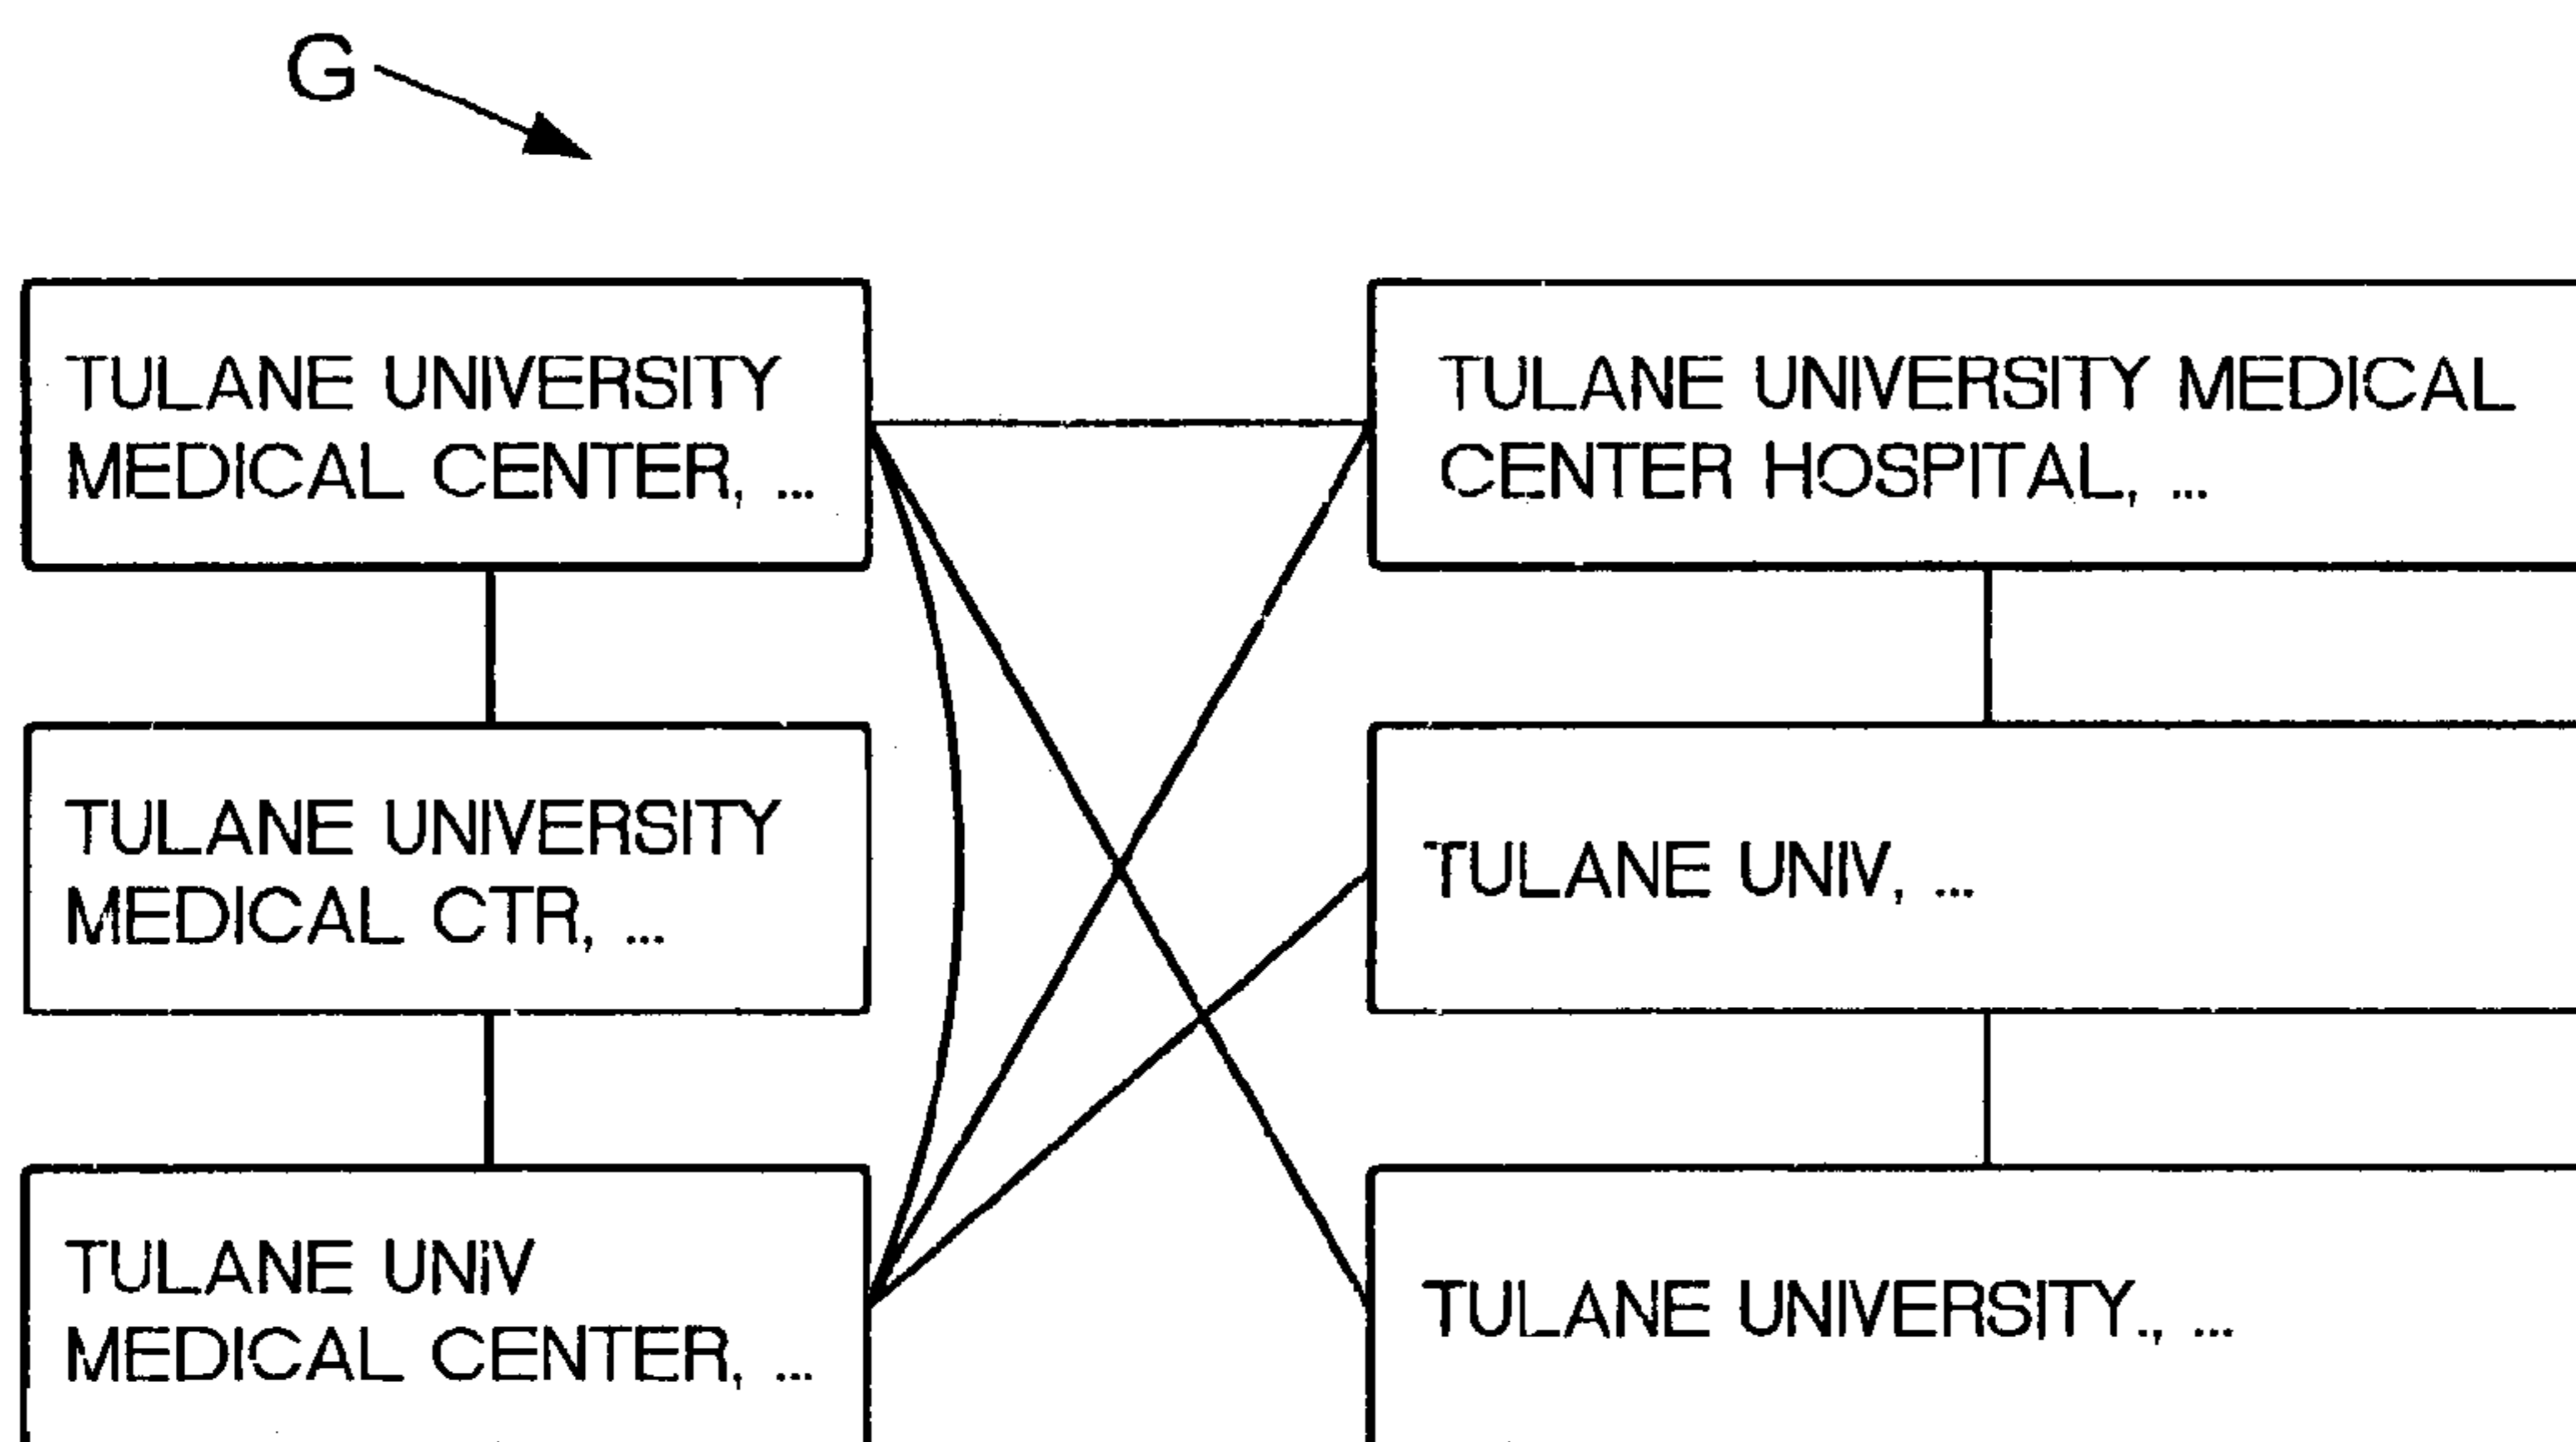 G
TULANE UNIVERSITY
MEDICAL CENTER, ...
TULANE UNIVERSITY MEDICAL
CENTER HOSPITAL, ...
TULANE UNIVERSITY
MEDICAL CTR, ...
TULANE UNIV, ...
TULANE UNIV
MEDICAL CENTER, ...
TULANE UNIVERSITY., ...